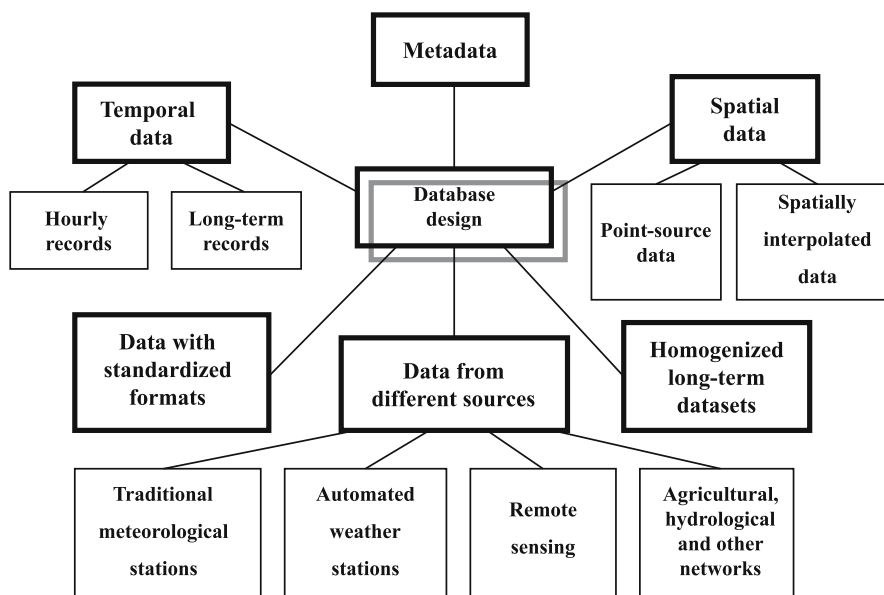 Metadata
Temporal
data
Spatial
data
Database
design
Hourly
records
Long-term
records
Point-source
data
Spatially
interpolated
data
Data with
standardized
formats
Data from
different sources
Homogenized
long-term
datasets
Traditional
meteorological
stations
Automated
weather
stations
Remote
sensing
Agricultural,
hydrological
and other
networks